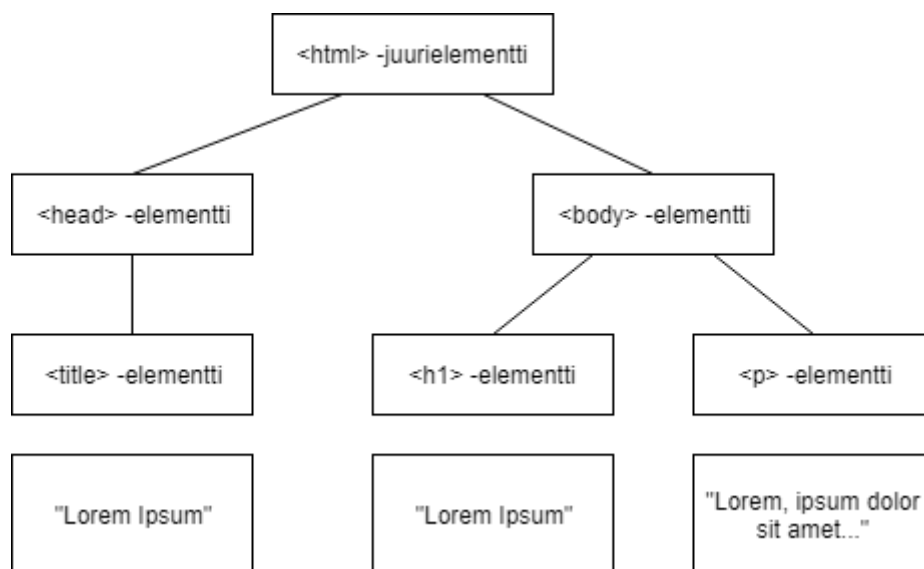 <html> -juurielementti
<head> -elementti
<body> -elementti
<title> -elementti
<h1> -elementti
<p> -elementti
"Lorem Ipsum"
"Lorem Ipsum"
"Lorem, ipsum dolor
sit amet..."